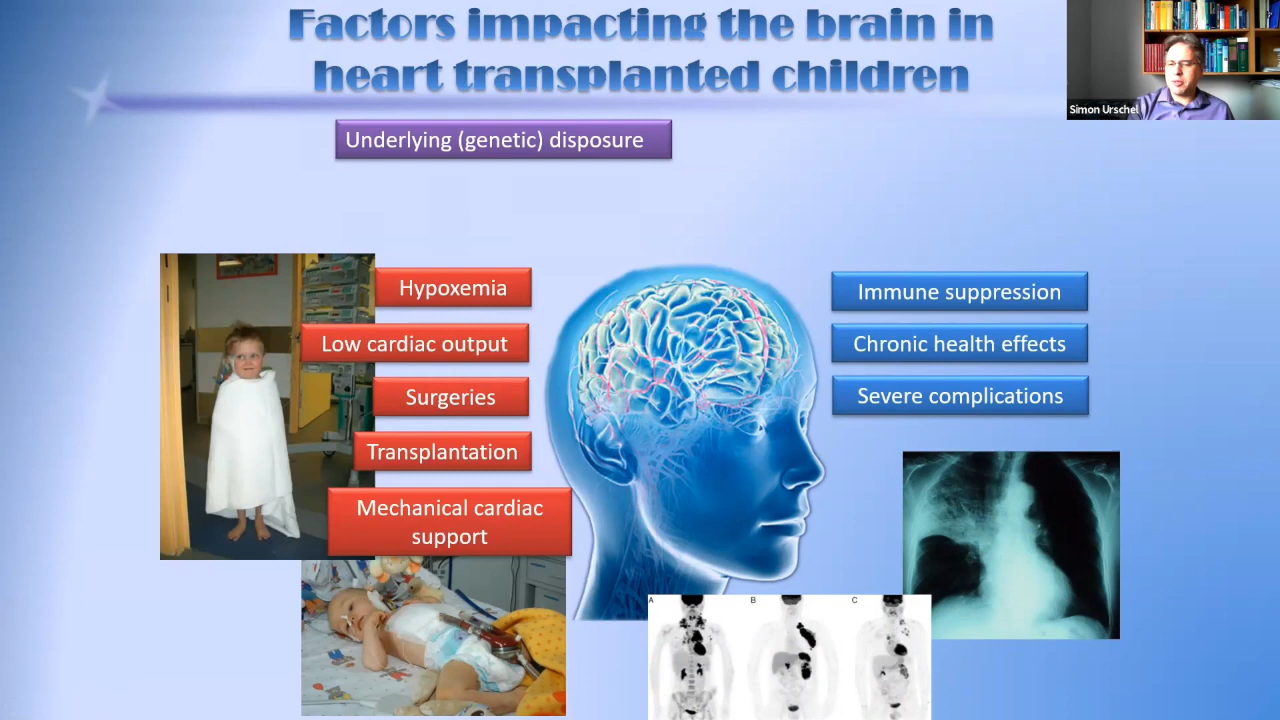 Factors impacting the brain in
heart transplanted children
Simon Urschel
Underlying (genetic) disposure
Hypoxemia
Low cardiac output
Surgeries
Transplantation
Mechanical cardiac
support
Immune suppression
Chronic health effects
Severe complications
A
B
C